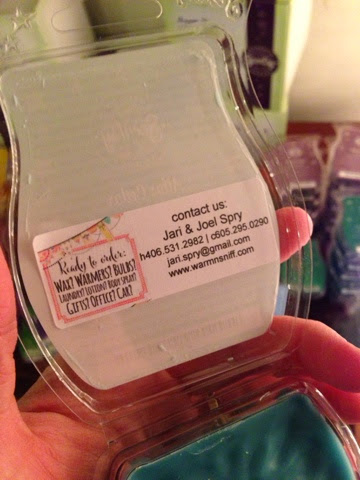 Ready to order:
WAX? WARMERS? BULBS?
LAUNDRY? LOTION? BODY SPRAY?
GIFTS? OFFICE? CAR?
contact us:
Jari & Joel Spry
h406.531.2982 | c605.295.0290
jari.spry@gmail.com
www.warmnsniff.com